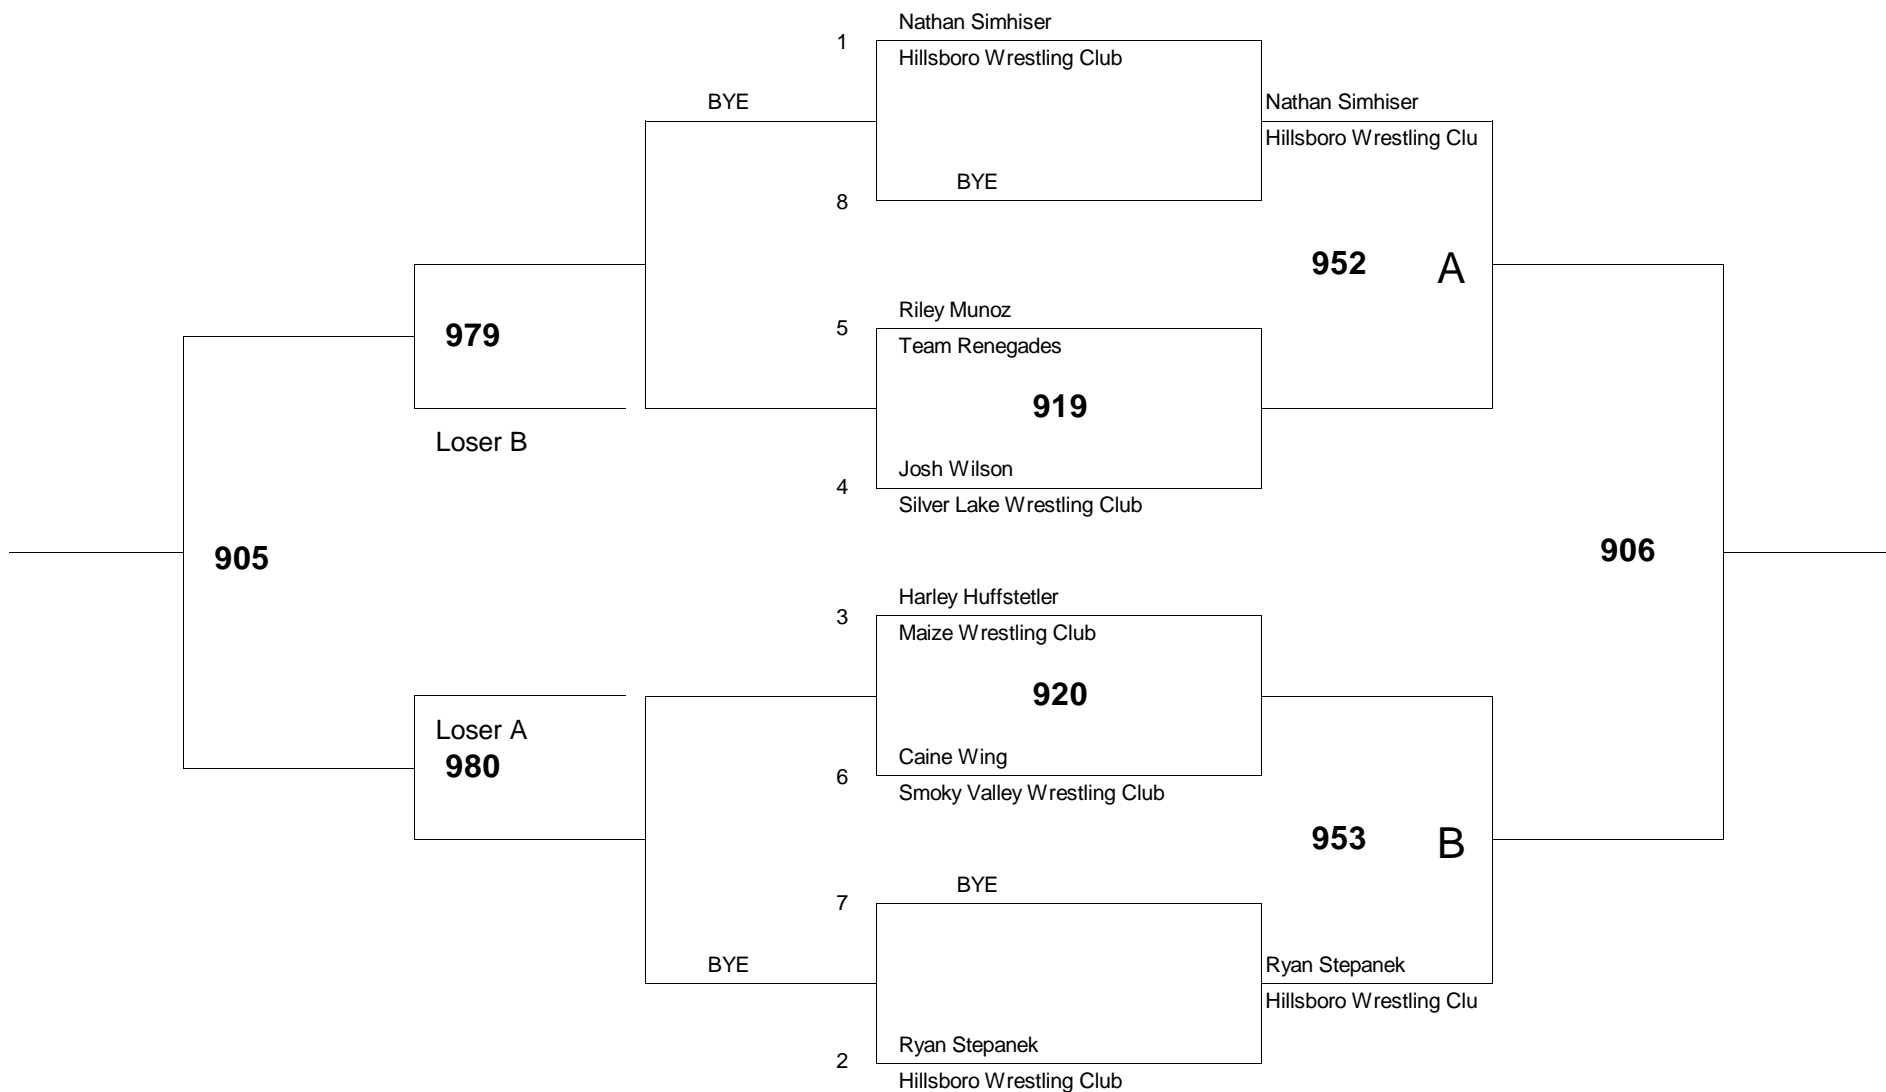 Nathan Simhiser
1
Hillsboro Wrestling Club
BYE
Nathan Simhiser
Hillsboro Wrestling Clu
BYE
8
952
A
Riley Munoz
5
979
Team Renegades
919
Loser B
Josh Wilson
4
Silver Lake Wrestling Club
905
906
Harley Huffstetler
3
Maize Wrestling Club
920
Loser A
980
Caine Wing
6
Smoky Valley Wrestling Club
953
B
BYE
7
BYE
Ryan Stepanek
Hillsboro Wrestling Clu
Ryan Stepanek
2
Hillsboro Wrestling Club